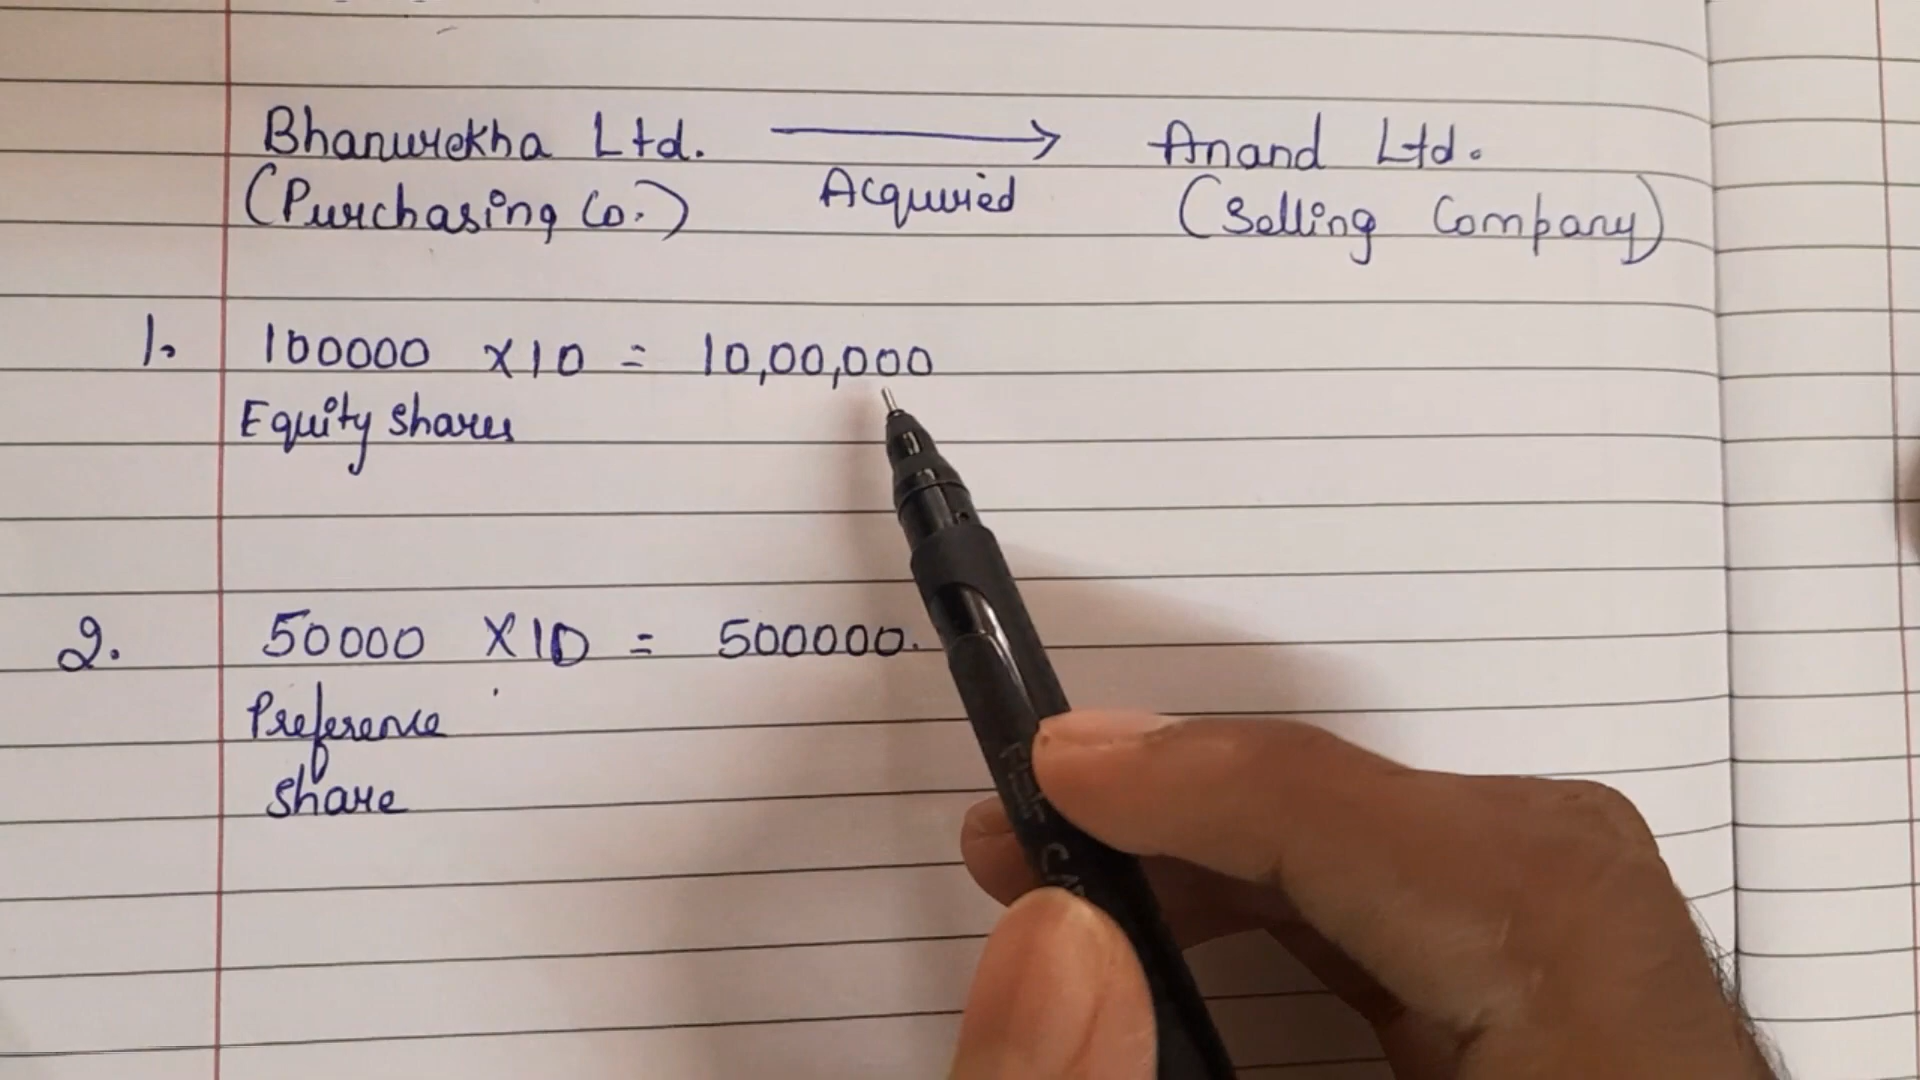 Bhanurekha Ltd. → Anand Ltd.
(Purchasing Co.) Acquried (Selling Company)
1. 100000 X10 = 10,00,000
Equity shares
2. 50000 X10 = 500000.
Preference
share